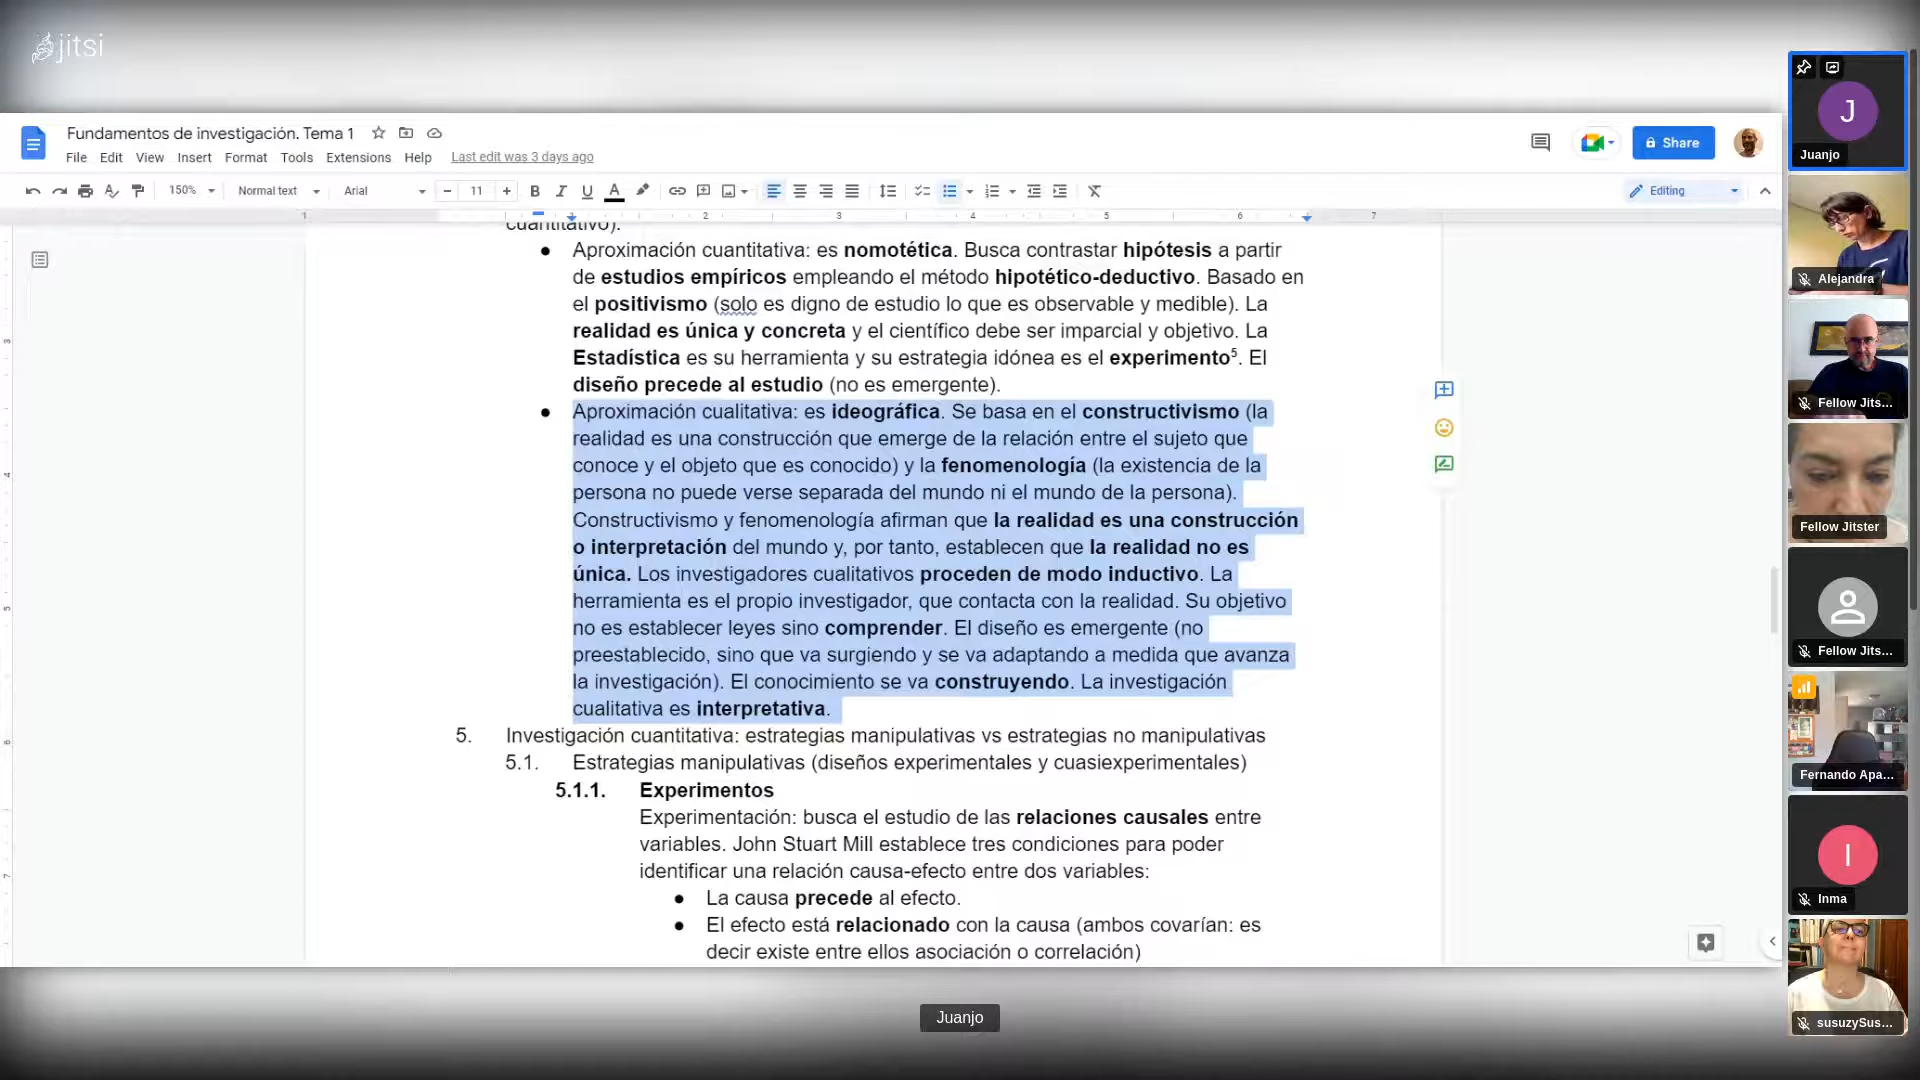 jitsi
Fundamentos de investigación. Tema 1
File Edit View Insert Format Tools Extensions Help Last edit was 3 days ago
Share
150% Normal text Arial 11 B I U A Editing
1 1 2 3 4 5 6 7
cuantitativo).
● Aproximación cuantitativa: es nomotética. Busca contrastar hipótesis a partir
de estudios empíricos empleando el método hipotético-deductivo. Basado en
el positivismo (solo es digno de estudio lo que es observable y medible). La
realidad es única y concreta y el científico debe ser imparcial y objetivo. La
Estadística es su herramienta y su estrategia idónea es el experimento⁵. El
diseño precede al estudio (no es emergente).
● Aproximación cualitativa: es ideográfica. Se basa en el constructivismo (la
realidad es una construcción que emerge de la relación entre el sujeto que
conoce y el objeto que es conocido) y la fenomenología (la existencia de la
persona no puede verse separada del mundo ni el mundo de la persona).
Constructivismo y fenomenología afirman que la realidad es una construcción
o interpretación del mundo y, por tanto, establecen que la realidad no es
única. Los investigadores cualitativos proceden de modo inductivo. La
herramienta es el propio investigador, que contacta con la realidad. Su objetivo
no es establecer leyes sino comprender. El diseño es emergente (no
preestablecido, sino que va surgiendo y se va adaptando a medida que avanza
la investigación). El conocimiento se va construyendo. La investigación
cualitativa es interpretativa.
5. Investigación cuantitativa: estrategias manipulativas vs estrategias no manipulativas
5.1. Estrategias manipulativas (diseños experimentales y cuasiexperimentales)
5.1.1. Experimentos
Experimentación: busca el estudio de las relaciones causales entre
variables. John Stuart Mill establece tres condiciones para poder
identificar una relación causa-efecto entre dos variables:
● La causa precede al efecto.
● El efecto está relacionado con la causa (ambos covarían: es
decir existe entre ellos asociación o correlación)
3
4
5
6
7
J
Juanjo
Alejandra
Fellow Jits...
Fellow Jitster
Fellow Jits...
Fernando Apa...
I
Inma
susuzySus...
Juanjo